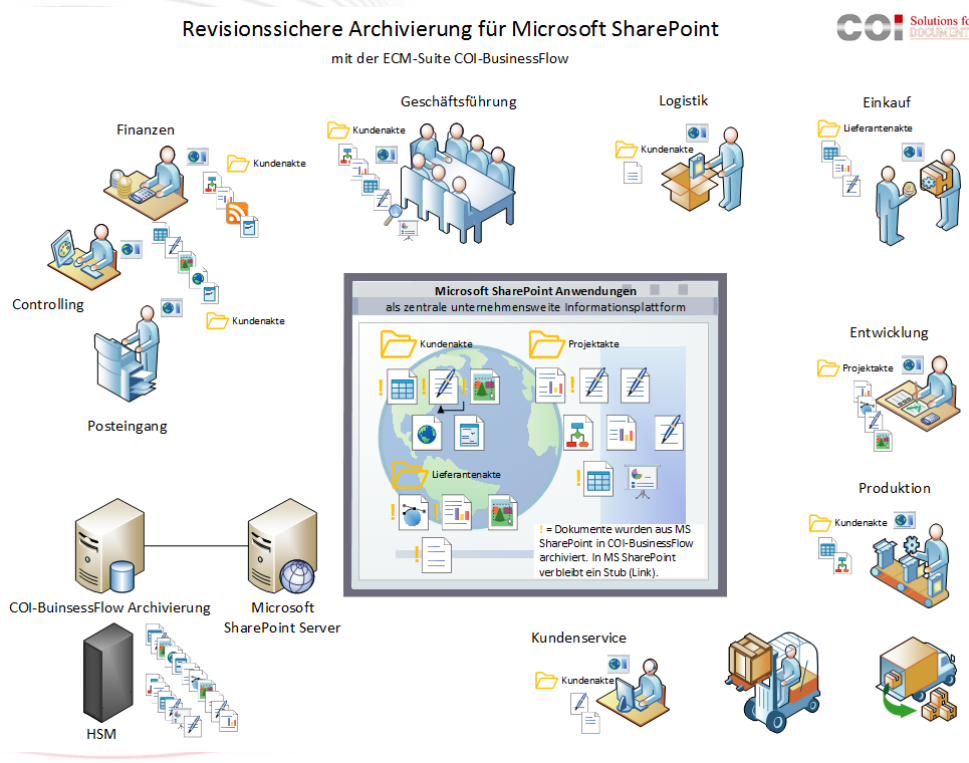 Revisionssichere Archivierung für Microsoft SharePoint
mit der ECM-Suite COI-BusinessFlow
COI
Solutions for
DOCUMENT
Geschäftsführung
Kundenakte
Logistik
Kundenakte
Einkauf
Lieferantenakte
Finanzen
Kundenakte
Controlling
Kundenakte
Posteingang
Microsoft SharePoint Anwendungen
als zentrale unternehmensweite Informationsplattform
Kundenakte
Projektakte
Lieferantenakte
! = Dokumente wurden aus MS
SharePoint in COI-BusinessFlow
archiviert. In MS SharePoint
verbleibt ein Stub (Link).
Entwicklung
Projektakte
Produktion
Kundenakte
COI-BuinsessFlow Archivierung
Microsoft
SharePoint Server
HSM
Kundenservice
Kundenakte